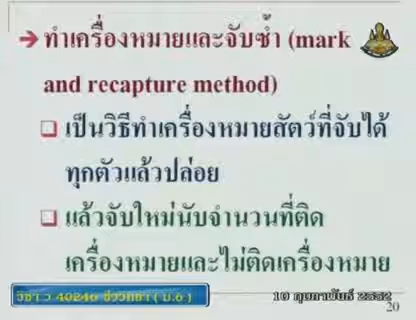 ทำเครื่องหมายและจับซ้ำ (mark
and recapture method)
เป็นวิธีทำเครื่องหมายสัตว์ที่จับได้
ทุกตัวแล้วปล่อย
แล้วจับใหม่นับจำนวนที่ติด
เครื่องหมายและไม่ติดเครื่องหมาย
วิชา ว 40246 ชีววิทยา ( ม.6 )
10 กุมภาพันธ์ 2552
20